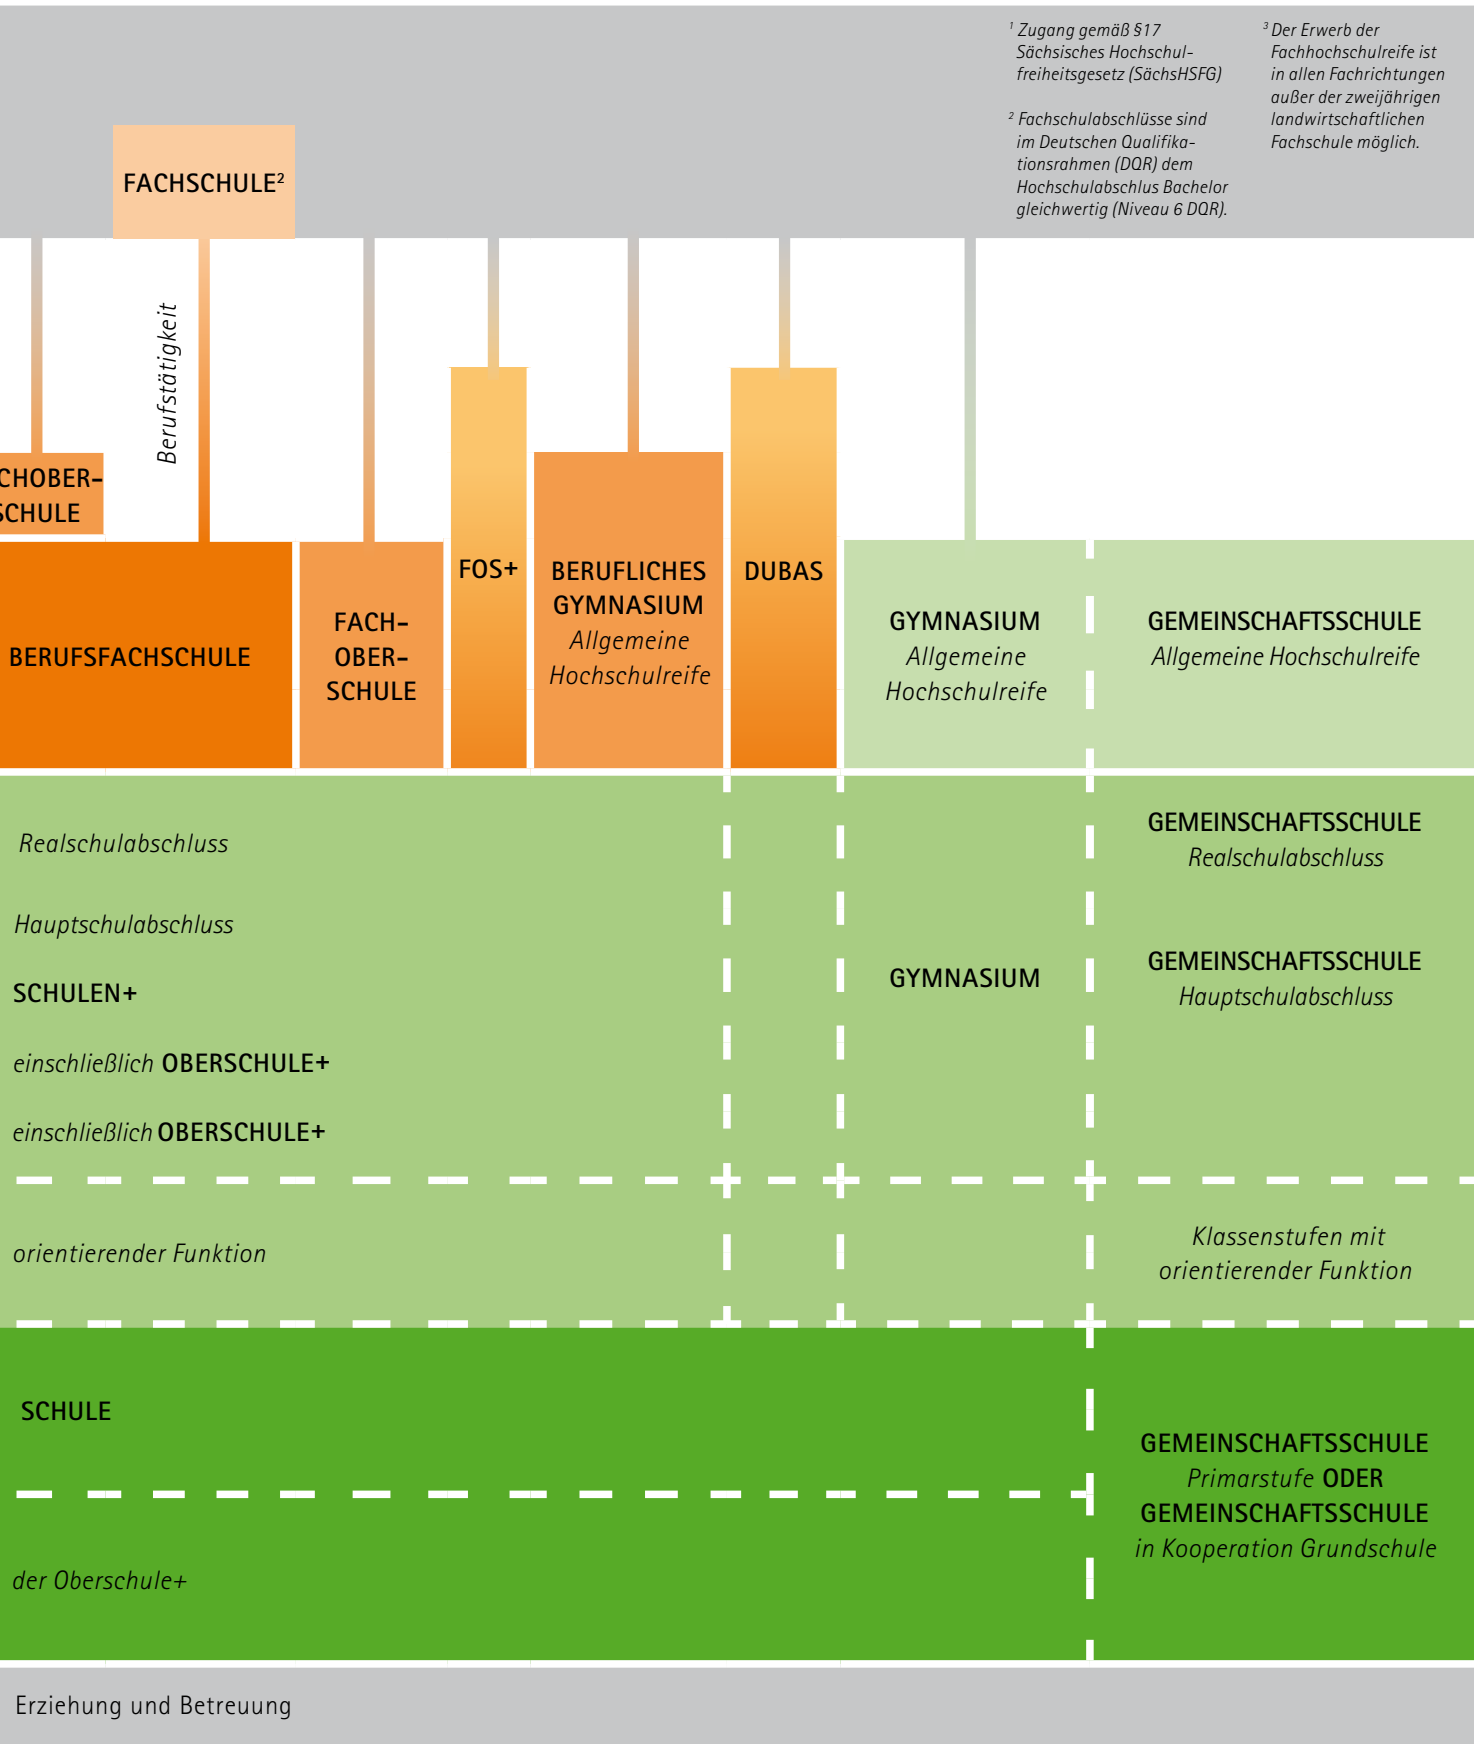 ¹ Zugang gemäß §17
Sächsisches Hochschul-
freiheitsgesetz (SächsHSFG)
² Fachschulabschlüsse sind
im Deutschen Qualifika-
tionsrahmen (DQR) dem
Hochschulabschlus Bachelor
gleichwertig (Niveau 6 DQR).
³ Der Erwerb der
Fachhochschulreife ist
in allen Fachrichtungen
außer der zweijährigen
landwirtschaftlichen
Fachschule möglich.
FACHSCHULE²
Berufstätigkeit
CHOBER-
SCHULE
BERUFSFACHSCHULE
FACH-
OBER-
SCHULE
FOS+
BERUFLICHES
GYMNASIUM
Allgemeine
Hochschulreife
DUBAS
GYMNASIUM
Allgemeine
Hochschulreife
GEMEINSCHAFTSSCHULE
Allgemeine Hochschulreife
Realschulabschluss
Hauptschulabschluss
SCHULEN+
einschließlich OBERSCHULE+
einschließlich OBERSCHULE+
GYMNASIUM
GEMEINSCHAFTSSCHULE
Realschulabschluss
GEMEINSCHAFTSSCHULE
Hauptschulabschluss
orientierender Funktion
Klassenstufen mit
orientierender Funktion
SCHULE
der Oberschule+
GEMEINSCHAFTSSCHULE
Primarstufe ODER
GEMEINSCHAFTSSCHULE
in Kooperation Grundschule
Erziehung und Betreuung